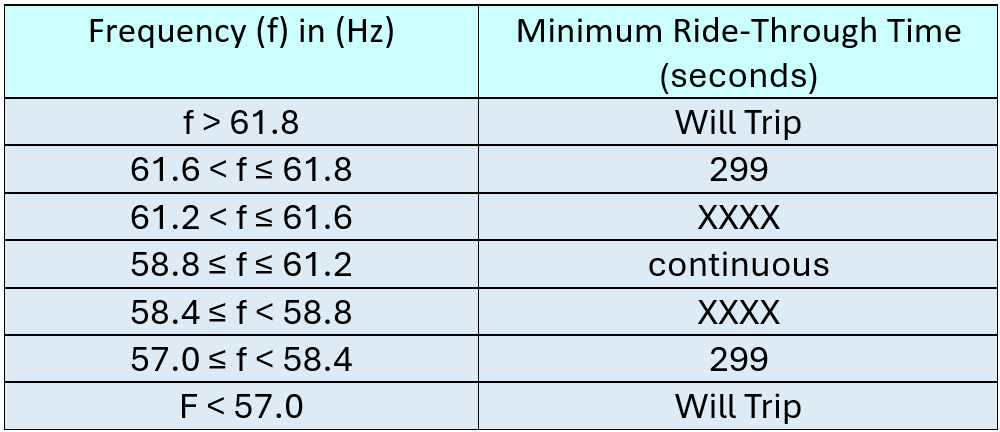 Frequency (f) in (Hz)
Minimum Ride-Through Time
(seconds)
f > 61.8
Will Trip
61.6 < f ≤ 61.8
299
61.2 < f ≤ 61.6
XXXX
58.8 ≤ f ≤ 61.2
continuous
58.4 ≤ f < 58.8
XXXX
57.0 ≤ f < 58.4
299
F < 57.0
Will Trip